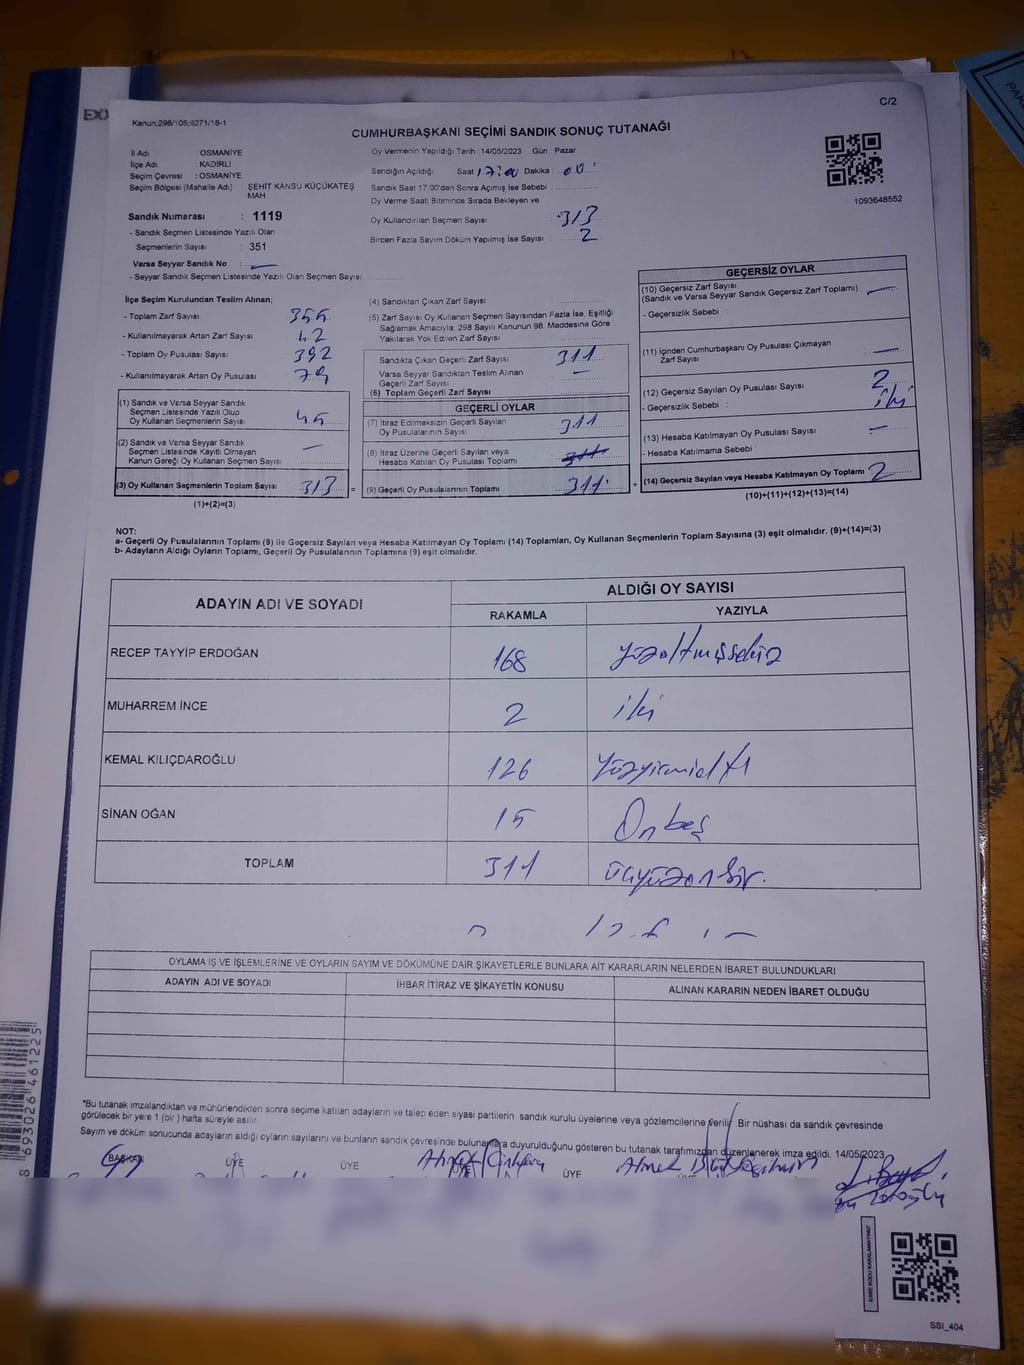 C/2
Kanun;298/105;6271/18-1
CUMHURBAŞKANI SEÇİMİ SANDIK SONUÇ TUTANAĞI
İl Adı : OSMANİYE
İlçe Adı : KADİRLİ
Seçim Çevresi : OSMANİYE
Seçim Bölgesi (Mahalle Adı) ŞEHİT KANSU KÜÇÜKATEŞ MAH.
Sandık Numarası : 1119
- Sandık Seçmen Listesinde Yazılı Olan
Seçmenlerin Sayısı : 351
Varsa Seyyar Sandık No : —
- Seyyar Sandık Seçmen Listesinde Yazılı Olan Seçmen Sayısı
Oy Vermenin Yapıldığı Tarih :14/05/2023 Gün : Pazar
Sandığın Açıldığı Saat 17:00 Dakika : 00
Sandık Saat 17:00'den Sonra Açımış İse Sebebi :
Oy Verme Saati Bitiminde Sırada Bekleyen ve
Oy Kullandırılan Seçmen Sayısı : 313
Birden Fazla Sayım Döküm Yapılmış İse Sayısı : 2
1093648552
İlçe Seçim Kurulundan Teslim Alınan;
- Toplam Zarf Sayısı 355
- Kullanılmayarak Artan Zarf Sayısı 42
- Toplam Oy Pusulası Sayısı 392
- Kullanılmayarak Artan Oy Pusulası 79
(1) Sandık ve Varsa Seyyar Sandık
Seçmen Listesinde Yazılı Olup
Oy Kullanan Seçmenlerin Sayısı
(2) Sandık ve Varsa Seyyar Sandık
Seçmen Listesinde Kayıtlı Olmayan
Kanun Gereği Oy Kullanan Seçmen Sayısı —
(3) Oy Kullanan Seçmenlerin Toplam Sayısı 313 =
(1)+(2)=(3)
(4) Sandıktan Çıkan Zarf Sayısı
(5) Zarf Sayısı Oy Kullanan Seçmen Sayısından Fazla İse, Eşitliği
Sağlamak Amacıyla; 298 Sayılı Kanunun 98. Maddesine Göre
Yakılarak Yok Edilen Zarf Sayısı
Sandıkta Çıkan Geçerli Zarf Sayısı 311
Varsa Seyyar Sandıktan Teslim Alınan
Geçerli Zarf Sayısı —
(6) Toplam Geçerli Zarf Sayısı
GEÇERLİ OYLAR
(7) İtiraz Edilmeksizin Geçerli Sayılan
Oy Pusulalarının Sayısı 311
(8) İtiraz Üzerine Geçerli Sayılan veya
Hesaba Katılan Oy Pusulası Toplamı 311
(9) Geçerli Oy Pusulalarının Toplamı 311 +
GEÇERSİZ OYLAR
(10) Geçersiz Zarf Sayısı
(Sandık ve Varsa Seyyar Sandık Geçersiz Zarf Toplamı) : —
- Geçersizlik Sebebi :
(11) İçinden Cumhurbaşkanı Oy Pusulası Çıkmayan
Zarf Sayısı —
(12) Geçersiz Sayılan Oy Pusulası Sayısı 2
- Geçersizlik Sebebi : iki
(13) Hesaba Katılmayan Oy Pusulası Sayısı —
- Hesaba Katılmama Sebebi :
(14) Geçersiz Sayılan veya Hesaba Katılmayan Oy Toplamı 2
(10)+(11)+(12)+(13)=(14)
NOT:
a- Geçerli Oy Pusulalarının Toplamı (9) ile Geçersiz Sayılan veya Hesaba Katılmayan Oy Toplamı (14) Toplamları, Oy Kullanan Seçmenlerin Toplam Sayısına (3) eşit olmalıdır. (9)+(14)=(3)
b- Adayların Aldığı Oyların Toplamı, Geçerli Oy Pusulalarının Toplamına (9) eşit olmalıdır.
ADAYIN ADI VE SOYADI ALDIĞI OY SAYISI
RAKAMLA YAZIYLA
RECEP TAYYİP ERDOĞAN 168 yüzaltmışsekiz
MUHARREM İNCE 2 iki
KEMAL KILIÇDAROĞLU 126 Yüzyirmialtı
SİNAN OĞAN 15 Onbeş
TOPLAM 311 üçyüzonbir.
OYLAMA İŞ VE İŞLEMLERİNE VE OYLARIN SAYIM VE DÖKÜMÜNE DAİR ŞİKAYETLERLE BUNLARA AİT KARARLARIN NELERDEN İBARET BULUNDUKLARI
ADAYIN ADI VE SOYADI İHBAR İTİRAZ VE ŞİKAYETİN KONUSU ALINAN KARARIN NEDEN İBARET OLDUĞU
*Bu tutanak imzalandıktan ve mühürlendikten sonra seçime katılan adayların ve talep eden siyasi partilerin sandık kurulu üyelerine veya gözlemcilerine verilir. Bir nüshası da sandık çevresinde
görülecek bir yere 1 (bir) hafta süreyle asılır.
Sayım ve döküm sonucunda adayların aldığı oyların sayılarını ve bunların sandık çevresinde bulunanlara duyurulduğunu gösteren bu tutanak tarafımızdan düzenlenerek imza edildi. 14/05/2023
BAŞKAN ÜYE ÜYE ÜYE ÜYE
8 693026 461225
SSI_404